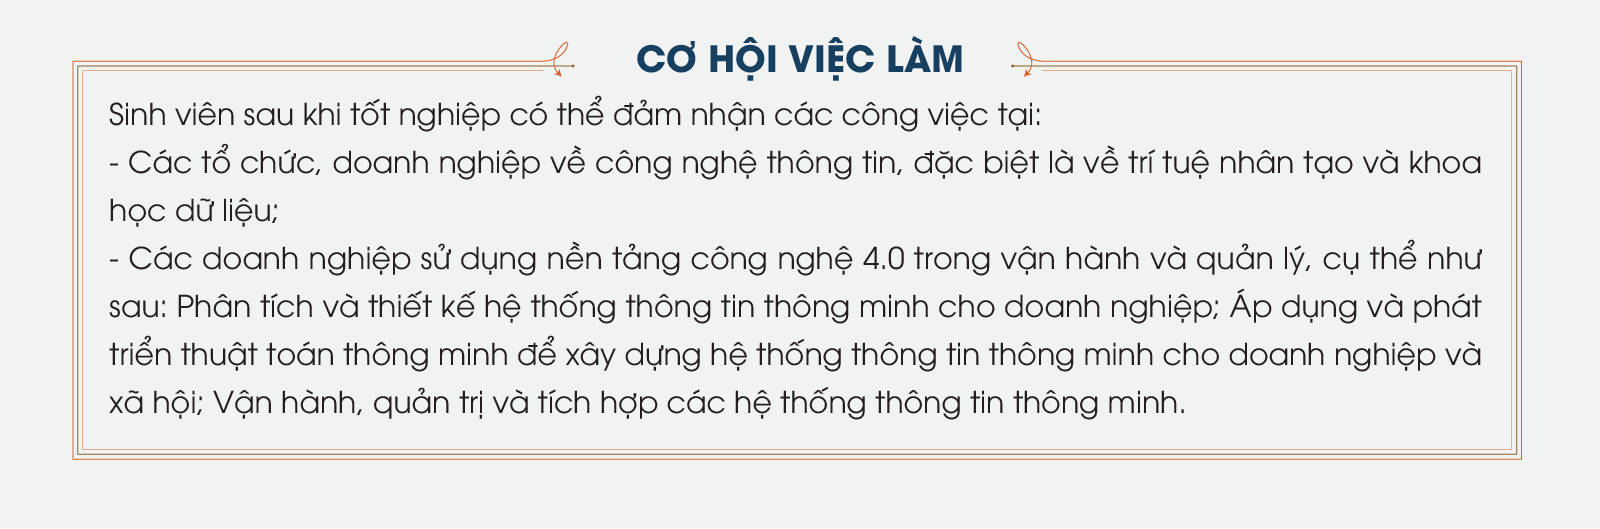 CƠ HỘI VIỆC LÀM
Sinh viên sau khi tốt nghiệp có thể đảm nhận các công việc tại:
- Các tổ chức, doanh nghiệp về công nghệ thông tin, đặc biệt là về trí tuệ nhân tạo và khoa
học dữ liệu;
- Các doanh nghiệp sử dụng nền tảng công nghệ 4.0 trong vận hành và quản lý, cụ thể như
sau: Phân tích và thiết kế hệ thống thông tin thông minh cho doanh nghiệp; Áp dụng và phát
triển thuật toán thông minh để xây dựng hệ thống thông tin thông minh cho doanh nghiệp và
xã hội; Vận hành, quản trị và tích hợp các hệ thống thông tin thông minh.